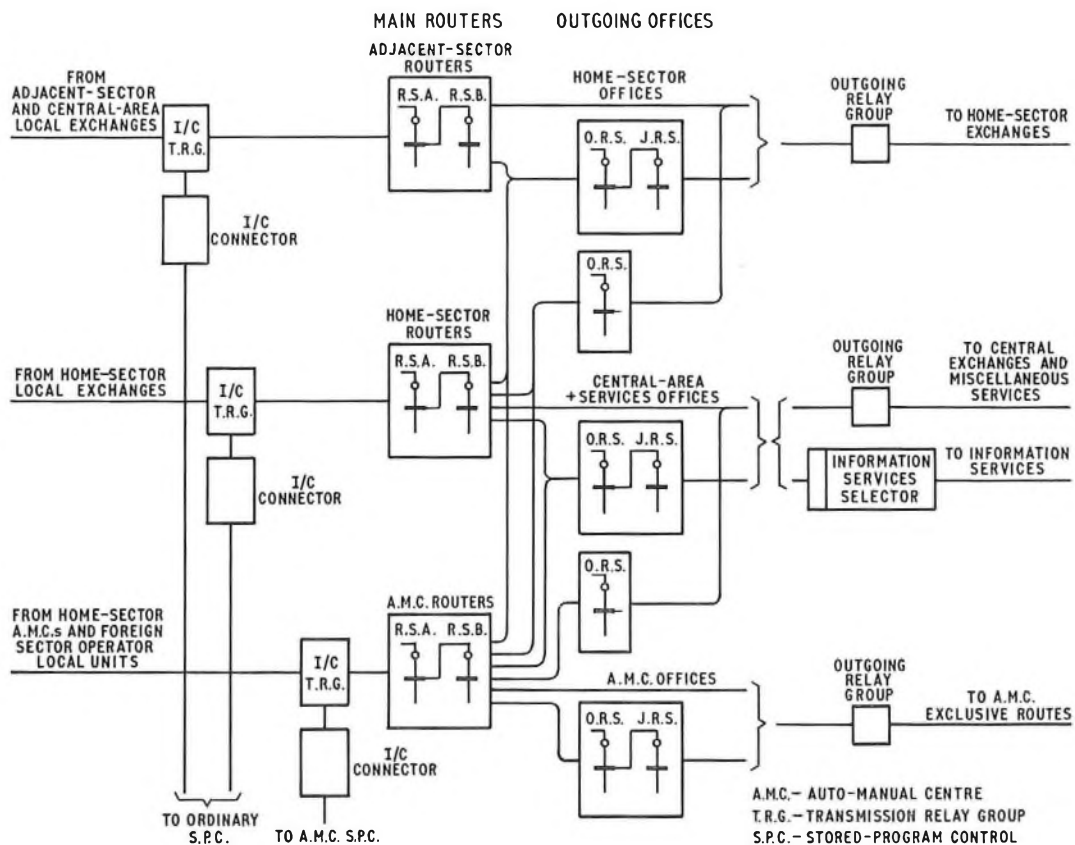 MAIN ROUTERS
OUTGOING OFFICES
ADJACENT-SECTOR
ROUTERS
FROM
ADJACENT-SECTOR
AND CENTRAL-AREA
LOCAL EXCHANGES
I/C
T.R.G.
R.S.A. R.S.B.
HOME-SECTOR
OFFICES
O.R.S. J.R.S.
OUTGOING
RELAY
GROUP
TO HOME-SECTOR
EXCHANGES
I/C
CONNECTOR
O.R.S.
HOME-SECTOR
ROUTERS
FROM HOME-SECTOR
LOCAL EXCHANGES
I/C
T.R.G.
R.S.A. R.S.B.
CENTRAL-AREA
+SERVICES OFFICES
O.R.S. J.R.S.
OUTGOING
RELAY
GROUP
TO CENTRAL
EXCHANGES AND
MISCELLANEOUS
SERVICES
INFORMATION
SERVICES
SELECTOR
TO INFORMATION
SERVICES
I/C
CONNECTOR
O.R.S.
FROM HOME-SECTOR
A.M.C.s AND FOREIGN
SECTOR OPERATOR
LOCAL UNITS
I/C
T.R.G.
A.M.C. ROUTERS
R.S.A. R.S.B.
A.M.C. OFFICES
O.R.S. J.R.S.
OUTGOING
RELAY
GROUP
TO A.M.C.
EXCLUSIVE ROUTES
I/C
CONNECTOR
TO ORDINARY
S.P.C.
TO A.M.C. S.P.C.
A.M.C.- AUTO-MANUAL CENTRE
T.R.G.-TRANSMISSION RELAY GROUP
S.P.C.-STORED-PROGRAM CONTROL